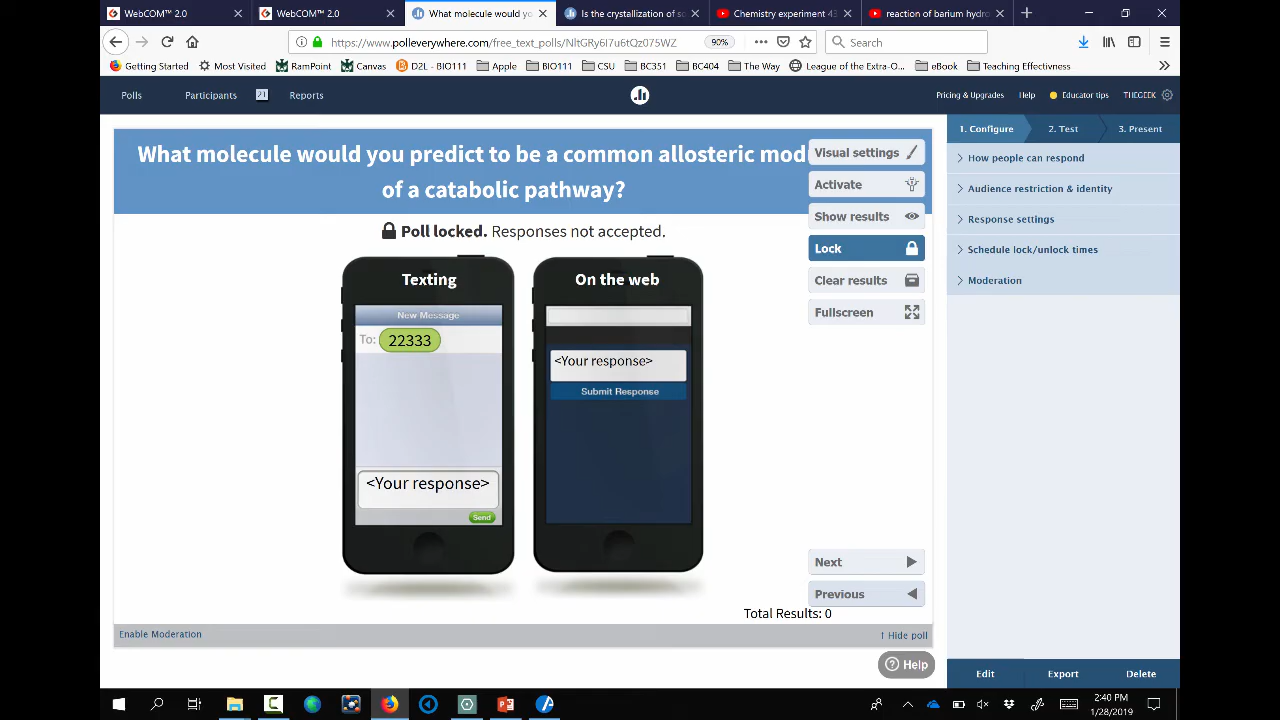 WebCOM™ 2.0
WebCOM™ 2.0
What molecule would yo
Is the crystallization of so
Chemistry experiment 43
reaction of barium hydro
https://www.polleverywhere.com/free_text_polls/NltGRy6I7u6tQz075WZ
90%
Search
Getting Started
Most Visited
RamPoint
Canvas
D2L - BIO111
Apple
BIO111
CSU
BC351
BC404
The Way
League of the Extra-O...
eBook
Teaching Effectivness
Polls
Participants
21
Reports
Pricing & Upgrades
Help
Educator tips
THEGEEK
1. Configure
2. Test
3. Present
What molecule would you predict to be a common allosteric mod
of a catabolic pathway?
Visual settings
Activate
Show results
Lock
Clear results
Fullscreen
How people can respond
Audience restriction & identity
Response settings
Schedule lock/unlock times
Moderation
Poll locked. Responses not accepted.
Texting
New Message
To: 22333
<Your response>
Send
On the web
<Your response>
Submit Response
Next
Previous
Total Results: 0
Enable Moderation
↑ Hide poll
Help
Edit
Export
Delete
2:40 PM
1/28/2019